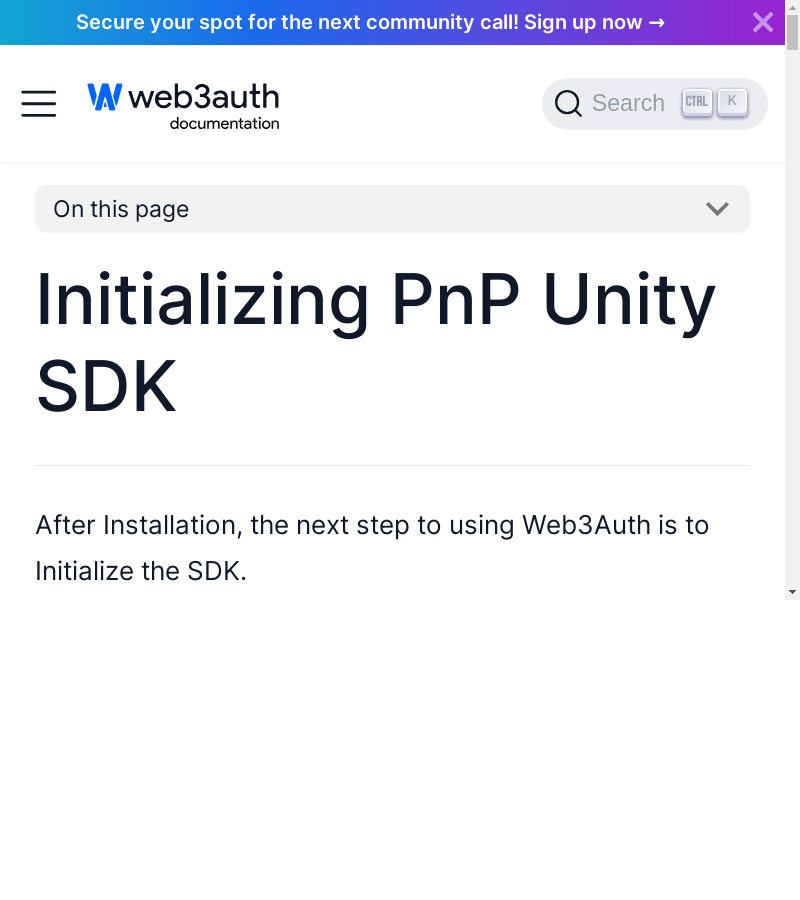 Secure your spot for the next community call! Sign up now →
web3auth
documentation
Search CTRL K
On this page
Initializing PnP Unity
SDK
After Installation, the next step to using Web3Auth is to
Initialize the SDK.